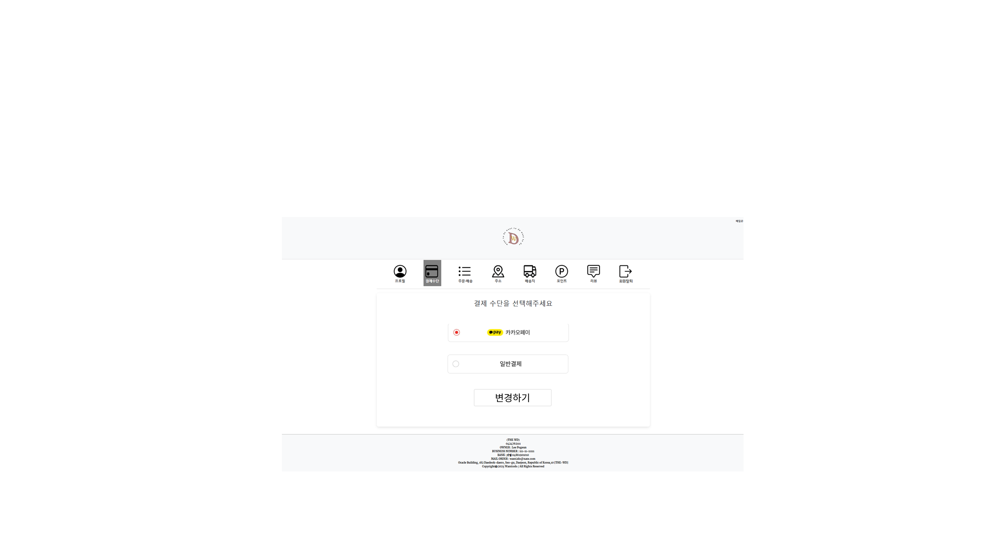 메일은
D
W
프로필
결제수단
주문·배송
주소
배송지
P
포인트
리뷰
회원탈퇴
결제 수단을 선택해주세요
pay 카카오페이
일반결제
변경하기
(THE WD)
0424762111
OWNER : Lee Pogeun
BUSINESS NUMBER : 111-11-11111
BANK :기업 04861901010
MAIL ORDER : want2do@nate.com
Oracle Building, 182 Daedeok-daero, Seo-gu, Daejeon, Republic of Korea,10 [THE-WD]
Copyright© 2025 Wanttodo / All Rights Reserved